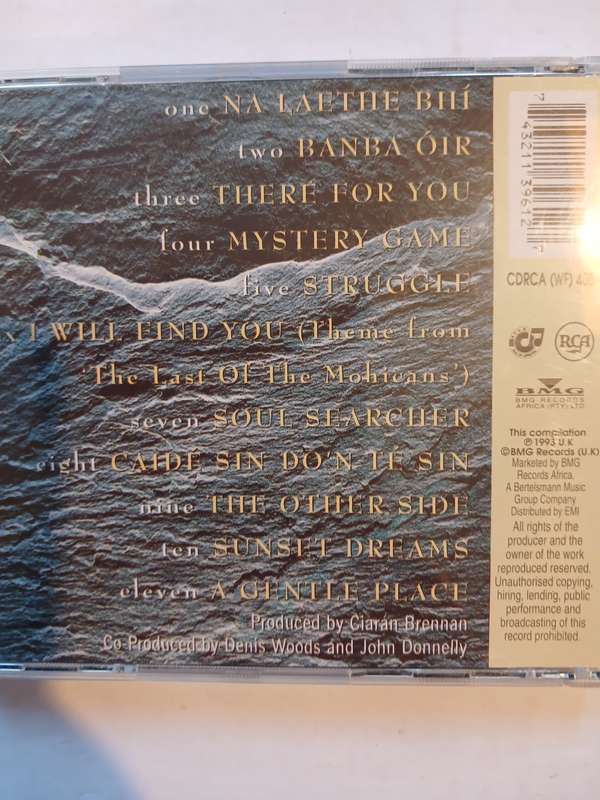 one NA LAETHE BHÍ
two BANBA ÓIR
three THERE FOR YOU
four MYSTERY GAME
five STRUGGLE
x I WILL FIND YOU (Theme from
'The Last Of The Mohicans')
seven SOUL SEARCHER
eight CAIDÉ SIN DO'N TÉ SIN
nine THE OTHER SIDE
ten SUNSET DREAMS
eleven A GENTLE PLACE
Produced by Ciarán Brennan
Co-Produced by Denis Woods and John Donnelly
7 43211 39612 7
CDRCA (WF)
RCA
BMG
BMG RECORDS
AFRICA (PTY) LTD
This compilation
℗ 1993 U.K
©BMG Records (U.K)
Marketed by BMG
Records Africa,
A Bertelsmann Music
Group Company
Distributed by EMI
All rights of the
producer and the
owner of the work
reproduced reserved.
Unauthorised copying,
hiring, lending, public
performance and
broadcasting of this
record prohibited.